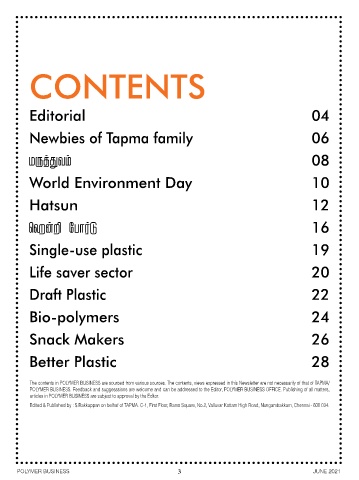 CONTENTS
Editorial 04
Newbies of Tapma family 06
மருத்துவம் 08
World Environment Day 10
Hatsun 12
ஹென்றி போர்டு 16
Single-use plastic 19
Life saver sector 20
Draft Plastic 22
Bio-polymers 24
Snack Makers 26
Better Plastic 28
The contents in POLYMER BUSINESS are sourced from various sources. The contents, views expressed, in this Newsletter are not necessarily of that of TAPMA/
POLYMER BUSINESS. Feedback and suggessations are welcome and can be addressed to the Editor, POLYMER BUSINESS OFFICE. Publishing of all matters,
articles in POLYMER BUSINESS are subject to approval by the Editor.
Edited & Published by : S.Rakkappan on behalf of TAPMA, C-1, First Floor, Rama Square, No.2, Valluvar Kottam High Road, Nungambakkam, Chennai - 600 034.
POLYMER BUSINESS 3 JUNE 2021